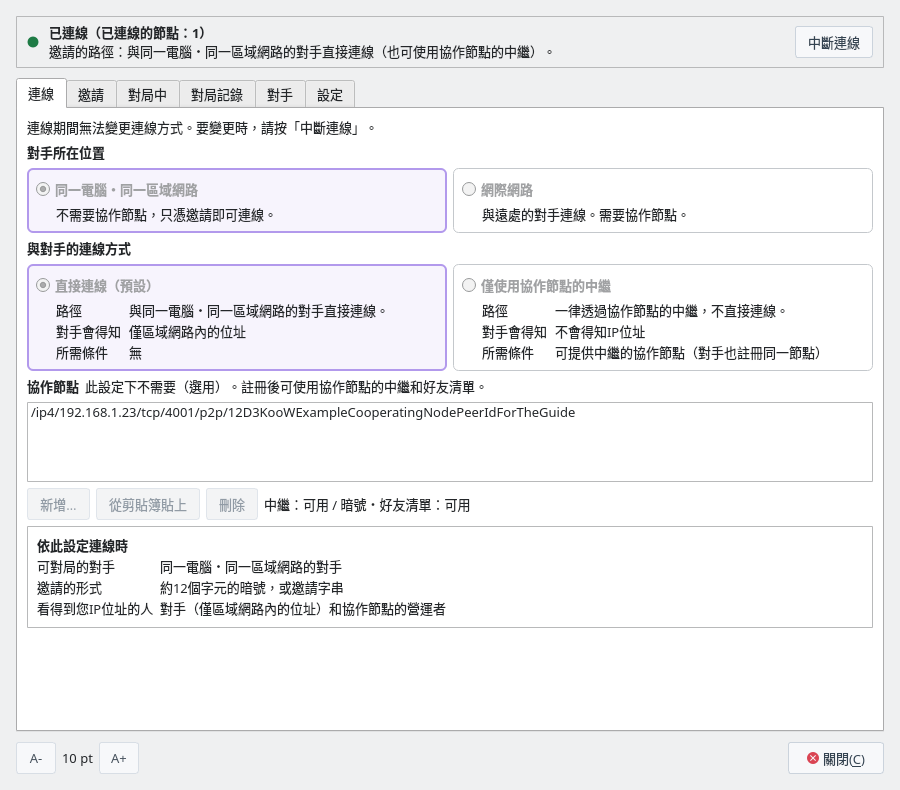 已連線（已連線的節點：1）
邀請的路徑：與同一電腦・同一區域網路的對手直接連線（也可使用協作節點的中繼）。
中斷連線
連線 邀請 對局中 對局記錄 對手 設定
連線期間無法變更連線方式。要變更時，請按「中斷連線」。
對手所在位置
同一電腦・同一區域網路
不需要協作節點，只憑邀請即可連線。
網際網路
與遠處的對手連線。需要協作節點。
與對手的連線方式
直接連線（預設）
路徑 與同一電腦・同一區域網路的對手直接連線。
對手會得知 僅區域網路內的位址
所需條件 無
僅使用協作節點的中繼
路徑 一律透過協作節點的中繼，不直接連線。
對手會得知 不會得知IP位址
所需條件 可提供中繼的協作節點（對手也註冊同一節點）
協作節點 此設定下不需要（選用）。註冊後可使用協作節點的中繼和好友清單。
/ip4/192.168.1.23/tcp/4001/p2p/12D3KooWExampleCooperatingNodePeerIdForTheGuide
新增... 從剪貼簿貼上 刪除 中繼：可用 / 暗號・好友清單：可用
依此設定連線時
可對局的對手 同一電腦・同一區域網路的對手
邀請的形式 約12個字元的暗號，或邀請字串
看得到您IP位址的人 對手（僅區域網路內的位址）和協作節點的營運者
A- 10 pt A+ 關閉(C)